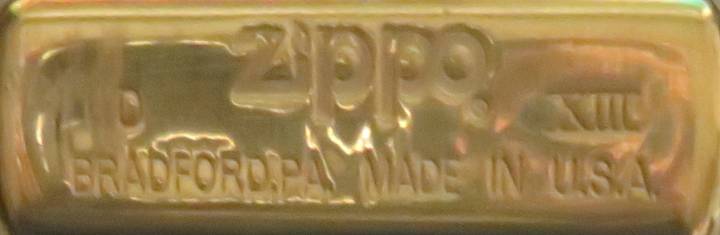 zippo
D XIII
BRADFORD.PA. MADE IN U.S.A.